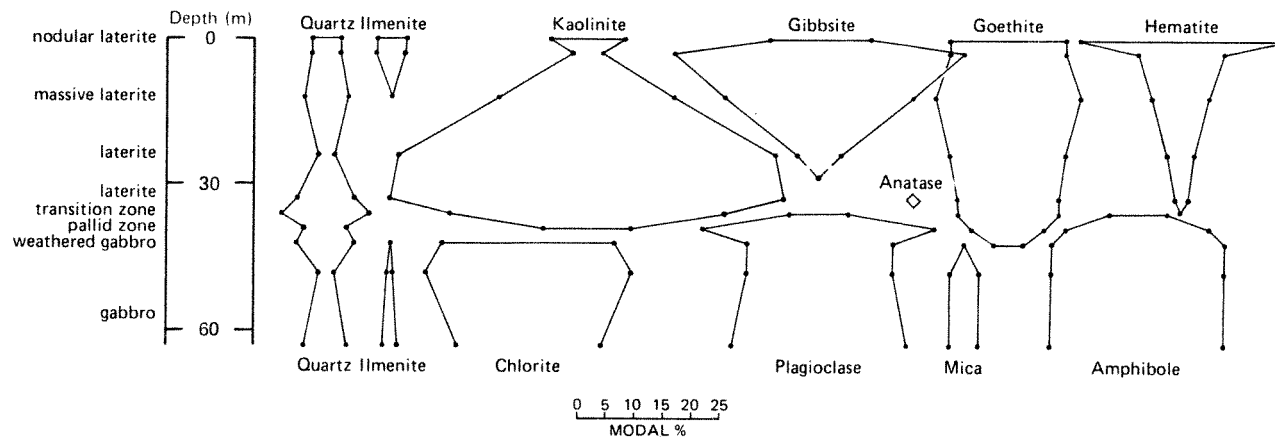 Depth (m)
Quartz Ilmenite Kaolinite Gibbsite Goethite Hematite
nodular laterite 0
massive laterite
laterite
30
laterite
Anatase
transition zone
pallid zone
weathered gabbro
gabbro
60
Quartz Ilmenite Chlorite Plagioclase Mica Amphibole
0 5 10 15 20 25
MODAL %